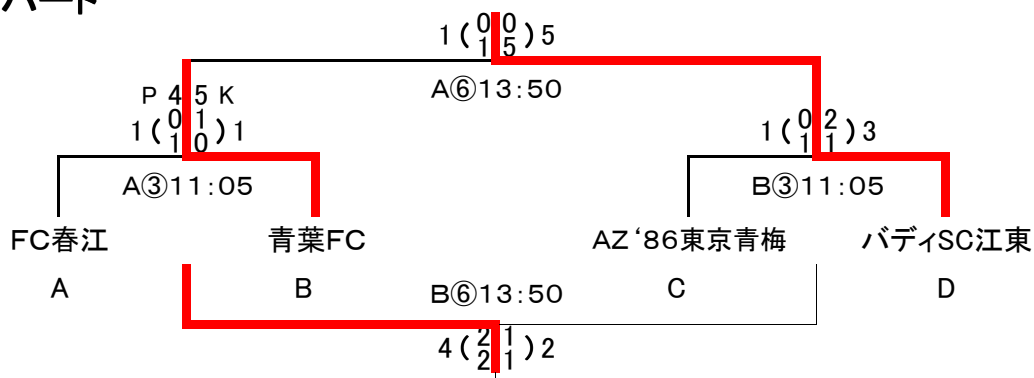 パート
1(0 0)5
1 5
A⑥13:50
P 4 5 K
1(0 1)1
1 0
1(0 2)3
1 1
A③11:05
B③11:05
FC春江
青葉FC
AZ‘86東京青梅
バディSC江東
A
B
C
D
B⑥13:50
4(2 1)2
2 1